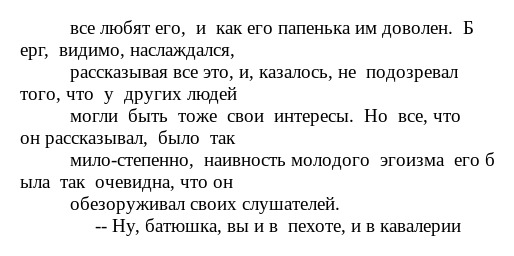 все любят его, и как его папенька им доволен. Б
ерг, видимо, наслаждался,
рассказывая все это, и, казалось, не подозревал
того, что у других людей
могли быть тоже свои интересы. Но все, что
он рассказывал, было так
мило-степенно, наивность молодого эгоизма его б
ыла так очевидна, что он
обезоруживал своих слушателей.
-- Ну, батюшка, вы и в пехоте, и в кавалерии